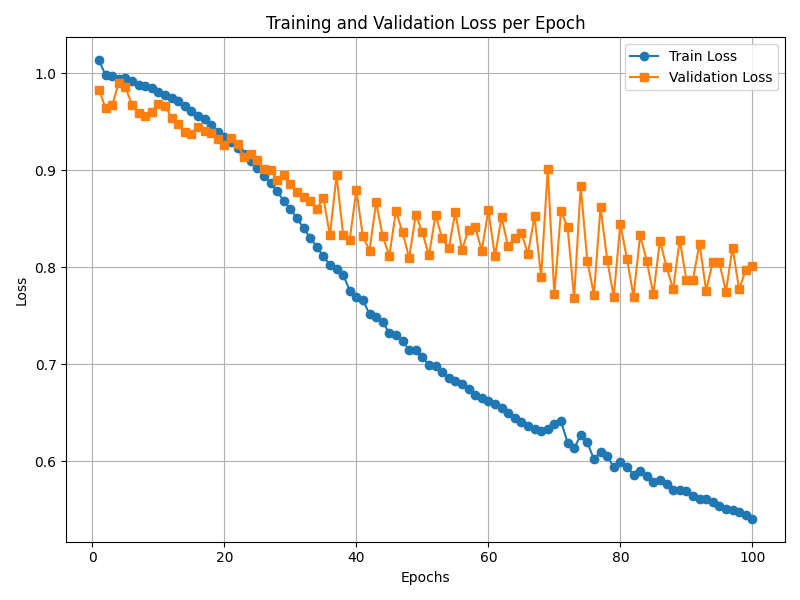 Training and Validation Loss per Epoch
Train Loss
Validation Loss
1.0
0.9
0.8
0.7
0.6
Loss
0 20 40 60 80 100
Epochs